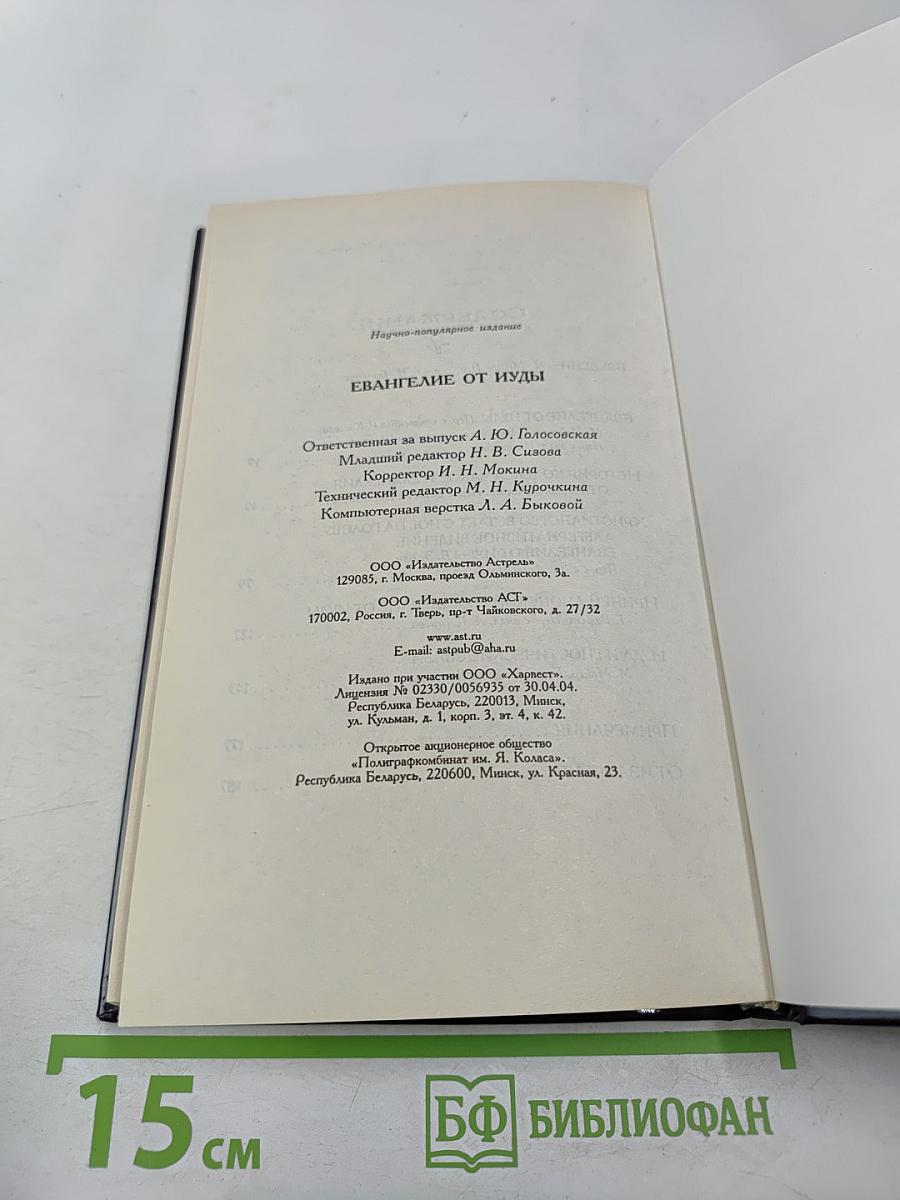 Научно-популярное издание
ЕВАНГЕЛИЕ ОТ ИУДЫ
Ответственная за выпуск А. Ю. Голосовская
Младший редактор Н. В. Сизова
Корректор И. Н. Мокина
Технический редактор М. Н. Курочкина
Компьютерная верстка Л. А. Быковой
ООО «Издательство Астрель»
129085, г. Москва, проезд Ольминского, 3а.
ООО «Издательство АСТ»
170002, Россия, г. Тверь, пр-т Чайковского, д. 27/32
www.ast.ru
E-mail: astpub@aha.ru
Издано при участии ООО «Харвест».
Лицензия № 02330/0056935 от 30.04.04.
Республика Беларусь, 220013, Минск,
ул. Кульман, д. 1, корп. 3, эт. 4, к. 42.
Открытое акционерное общество
«Полиграфкомбинат им. Я. Коласа».
Республика Беларусь, 220600, Минск, ул. Красная, 23.
15 см
БФ БИБЛИОФАН